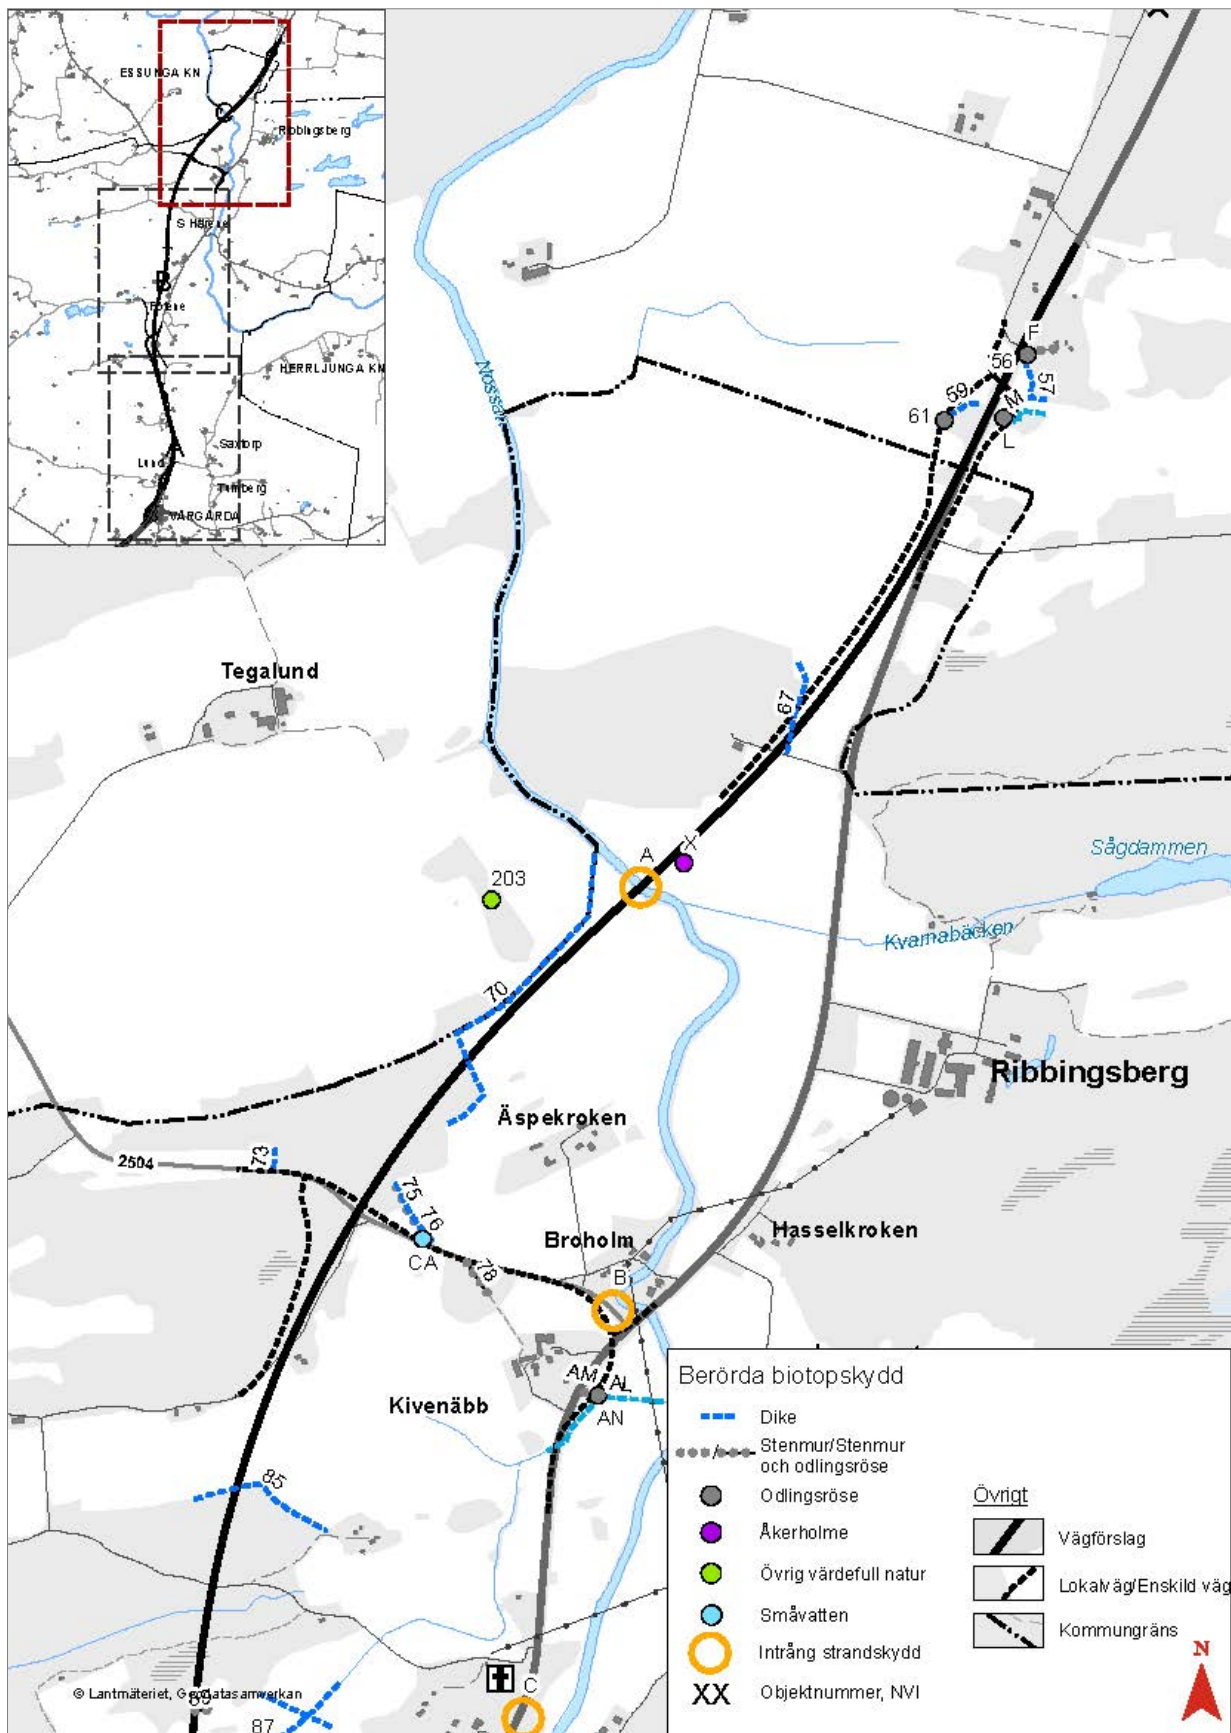 ESSUNGA KN
C
Ribbingsberg
S Härene
B
Fölene
HERRLJUNGA KN
A
Saxtorp
Lund
Tumberg
VÅRGÅRDA
Nossan
F
56
57
59
M
61
L
Tegalund
67
Sågdammen
A
X
203
Kvarnabäcken
70
Ribbingsberg
Äspekroken
2504
73
75
76
Hasselkroken
Broholm
CA
78
B
AM
AL
Kivenäbb
AN
85
C
87
© Lantmäteriet, Geodatasamverkan
Berörda biotopskydd
Dike
Stenmur/Stenmur
och odlingsröse
Odlingsröse
Åkerholme
Övrig värdefull natur
Småvatten
Intrång strandskydd
XX Objektnummer, NVI
Övrigt
Vägförslag
Lokalväg/Enskild väg
Kommungräns
N